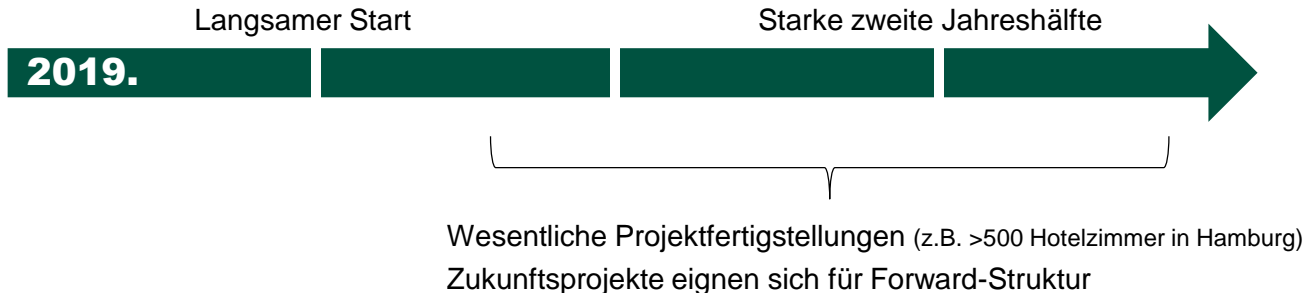 Langsamer Start
Starke zweite Jahreshälfte
2019.
Wesentliche Projektfertigstellungen (z.B. >500 Hotelzimmer in Hamburg)
Zukunftsprojekte eignen sich für Forward-Struktur